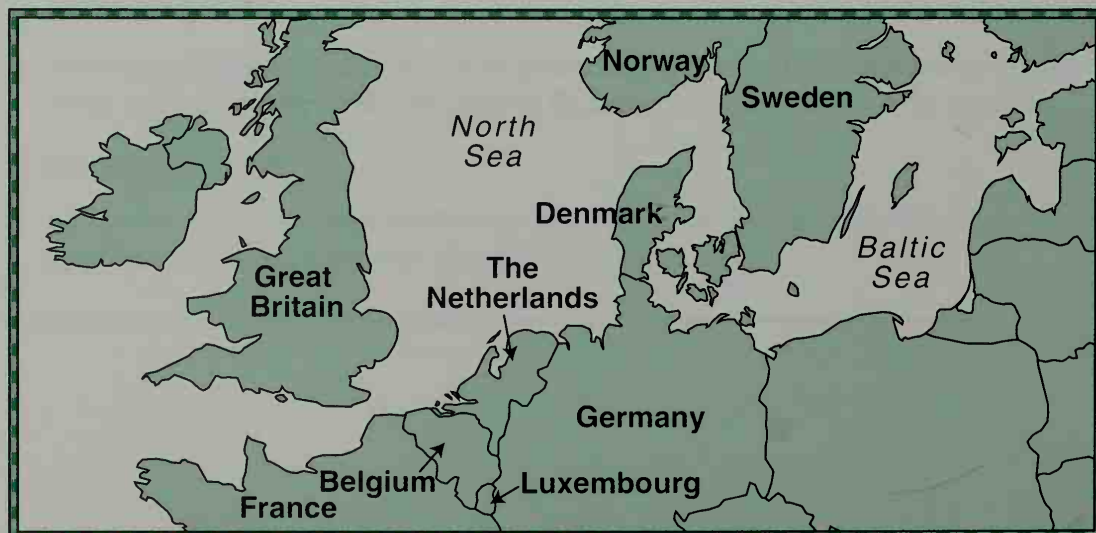 Norway
Sweden
North
Sea
Denmark
Baltic
Sea
The
Netherlands
Great
Britain
Germany
Belgium
Luxembourg
France